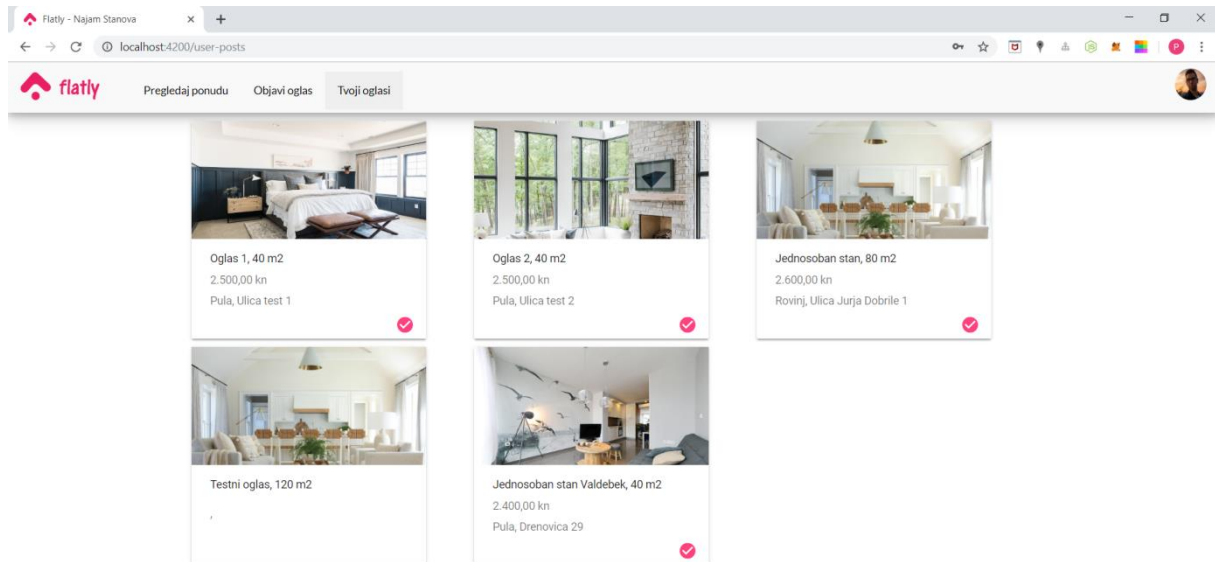 Flatly - Najam Stanova
localhost:4200/user-posts
P
flatly
Pregledaj ponudu
Objavi oglas
Tvoji oglasi
Oglas 1, 40 m2
2.500,00 kn
Pula, Ulica test 1
Oglas 2, 40 m2
2.500,00 kn
Pula, Ulica test 2
Jednosoban stan, 80 m2
2.600,00 kn
Rovinj, Ulica Jurja Dobrile 1
Testni oglas, 120 m2
,
Jednosoban stan Valdebek, 40 m2
2.400,00 kn
Pula, Drenovica 29